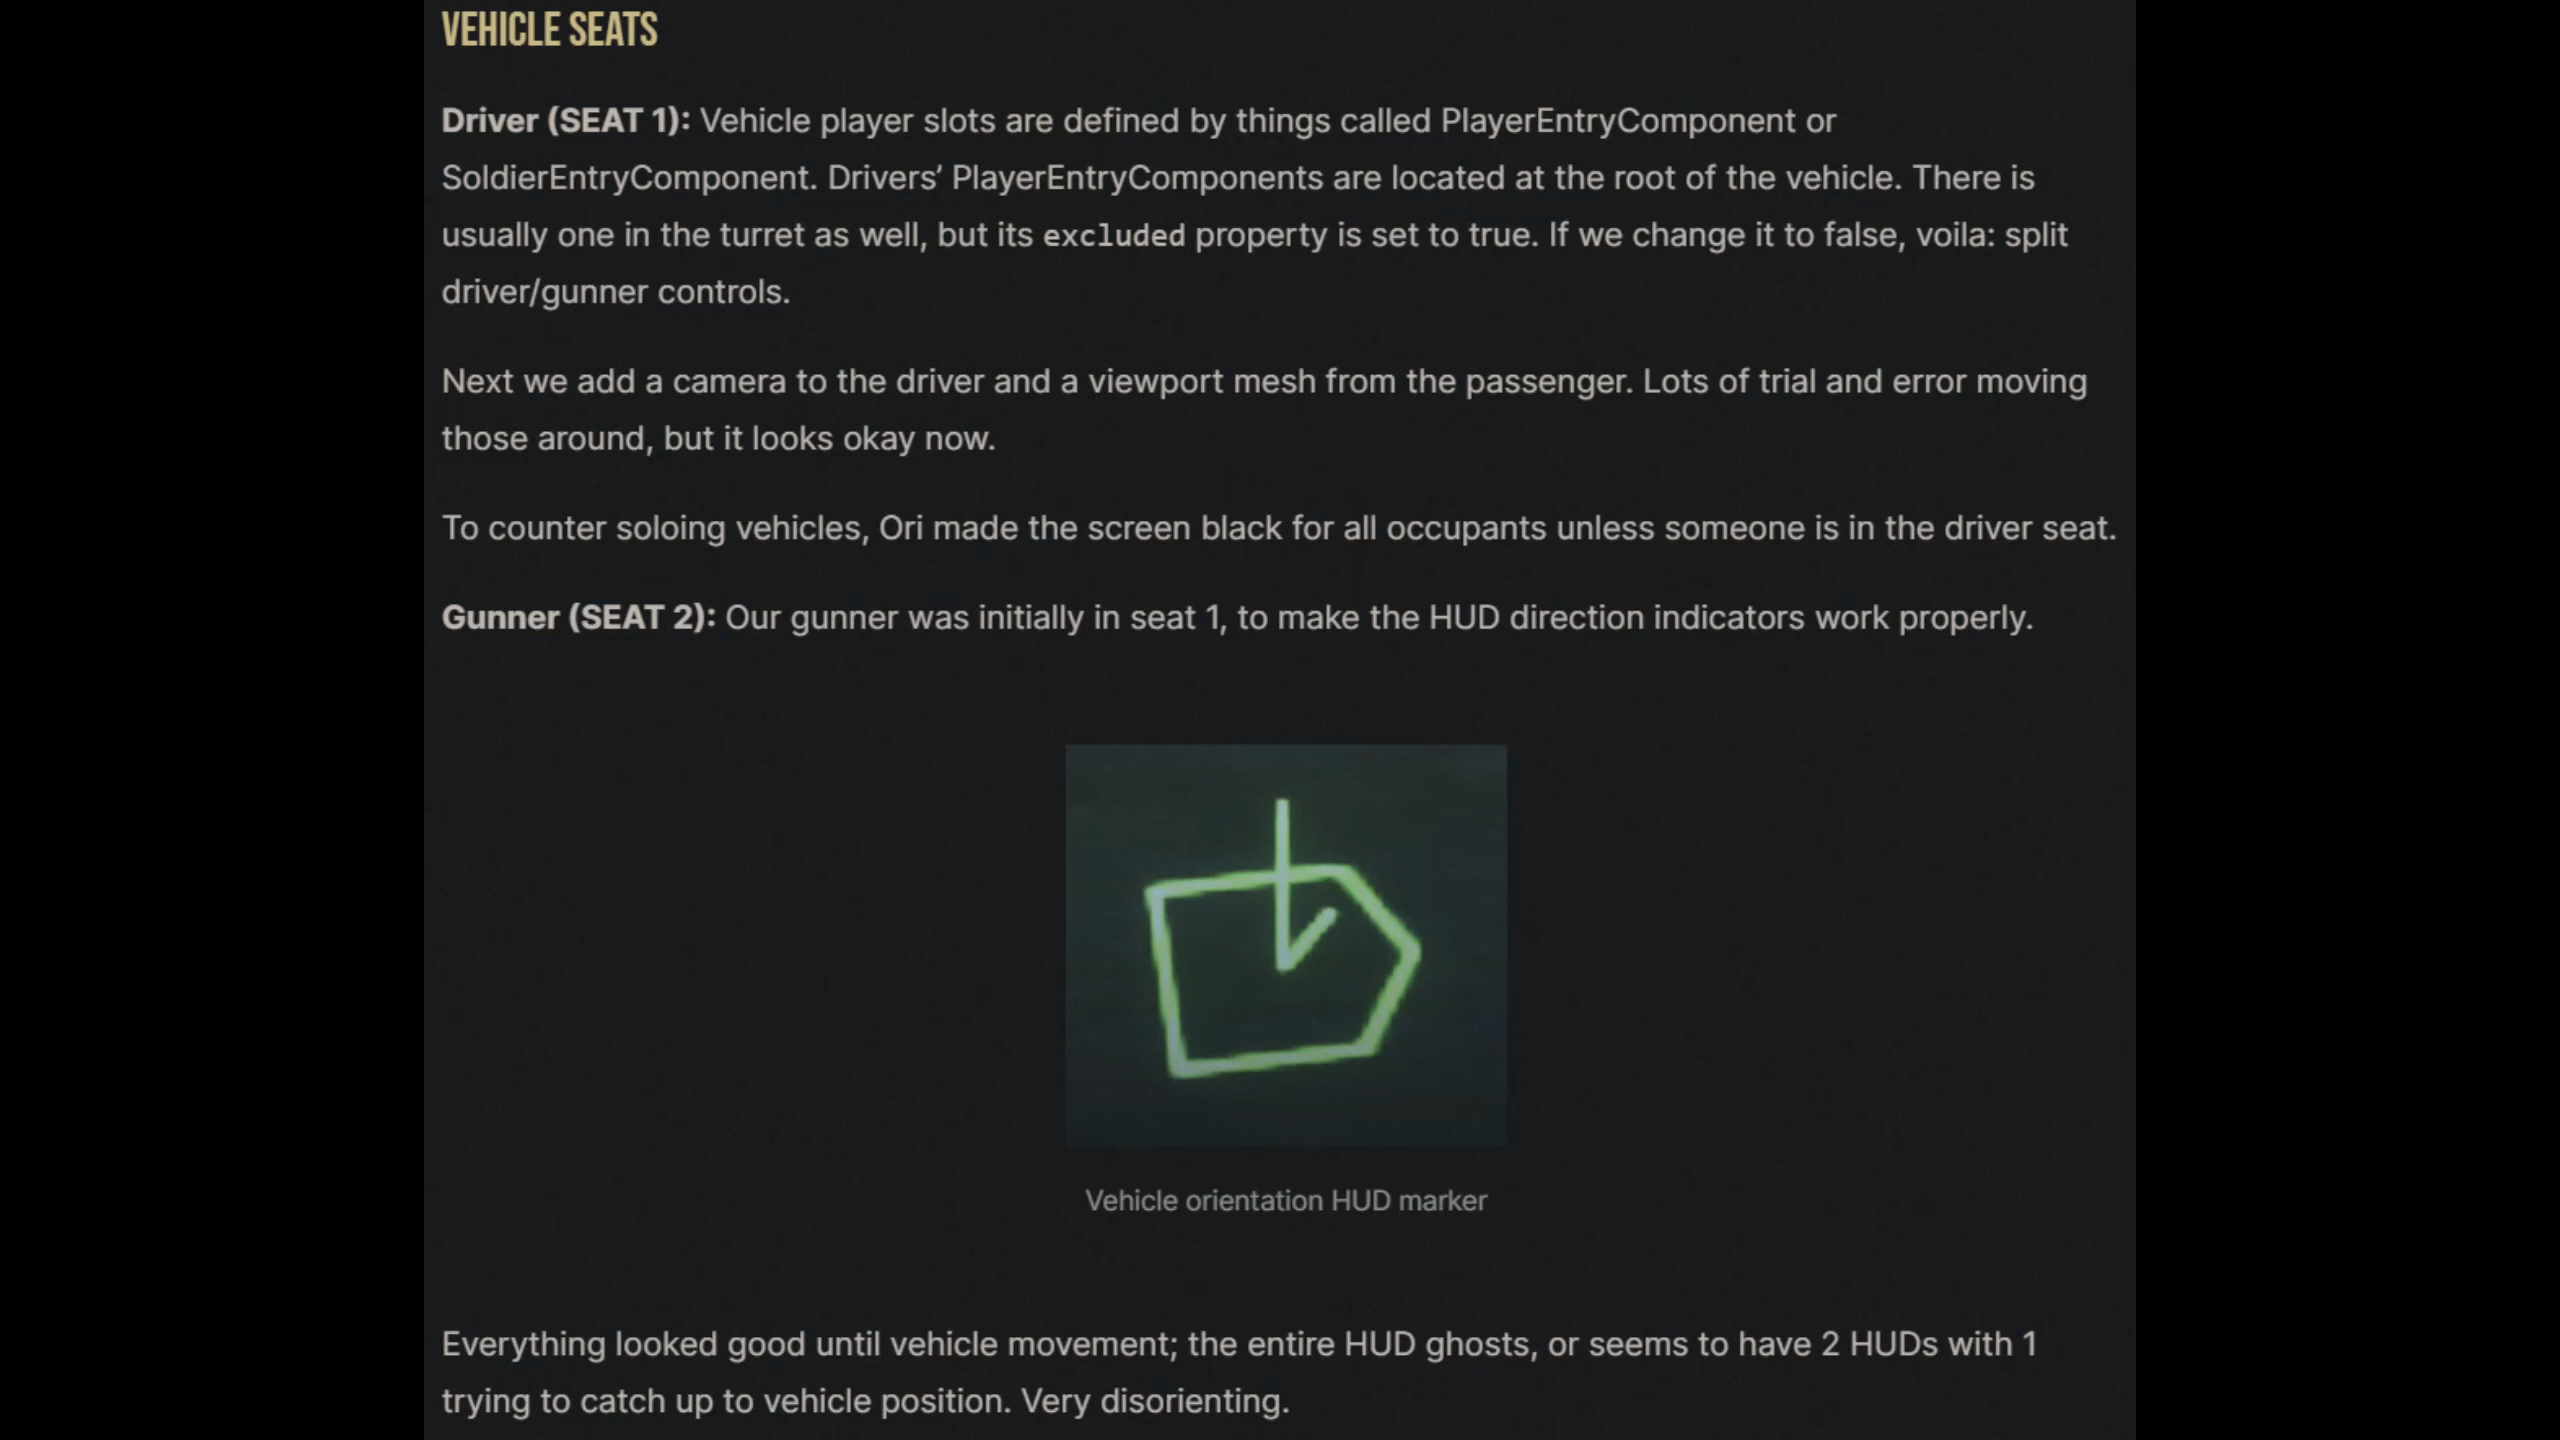 VEHICLE SEATS
Driver (SEAT 1): Vehicle player slots are defined by things called PlayerEntryComponent or
SoldierEntryComponent. Drivers’ PlayerEntryComponents are located at the root of the vehicle. There is
usually one in the turret as well, but its excluded property is set to true. If we change it to false, voila: split
driver/gunner controls.
Next we add a camera to the driver and a viewport mesh from the passenger. Lots of trial and error moving
those around, but it looks okay now.
To counter soloing vehicles, Ori made the screen black for all occupants unless someone is in the driver seat.
Gunner (SEAT 2): Our gunner was initially in seat 1, to make the HUD direction indicators work properly.
Vehicle orientation HUD marker
Everything looked good until vehicle movement; the entire HUD ghosts, or seems to have 2 HUDs with 1
trying to catch up to vehicle position. Very disorienting.